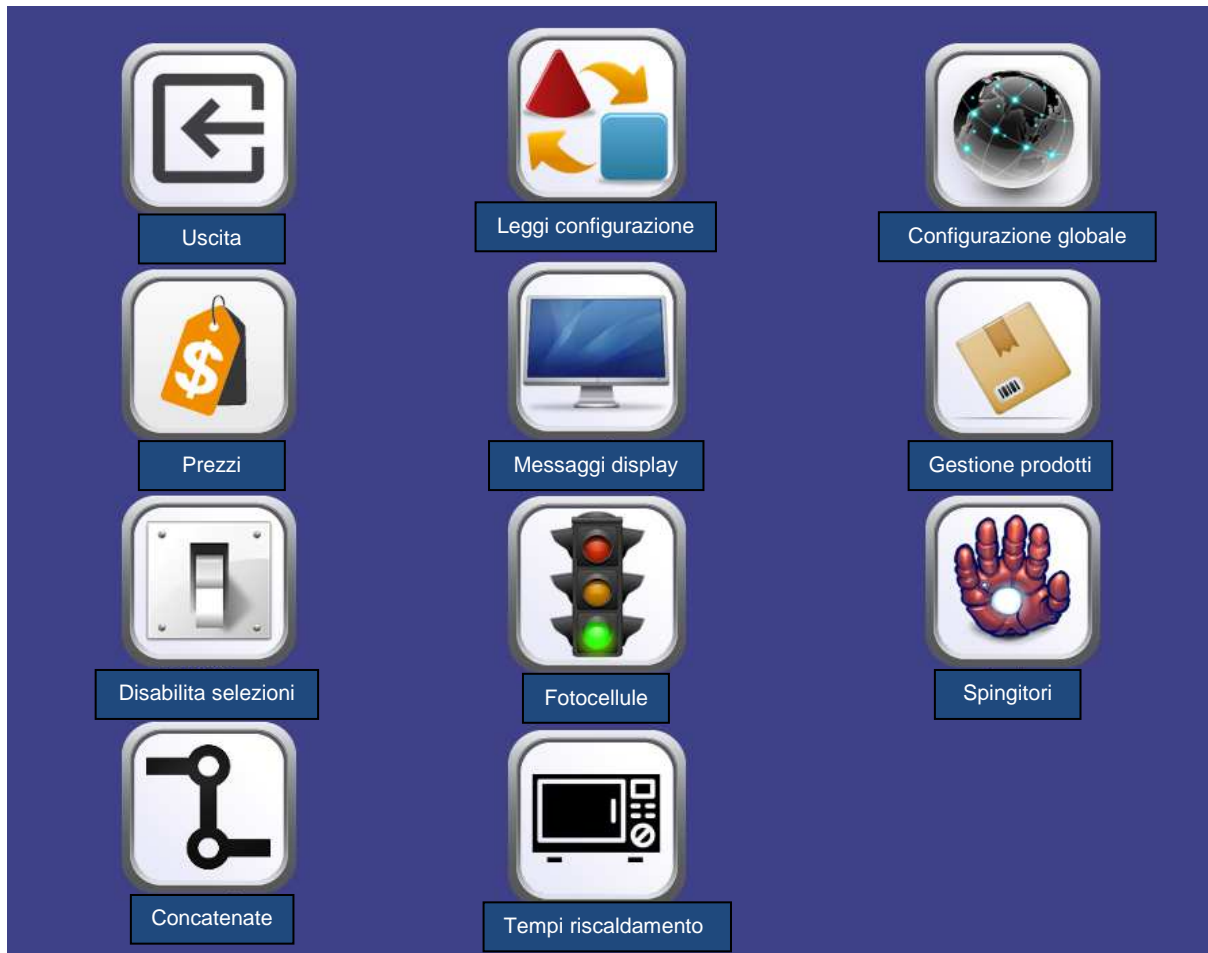 Uscita
Leggi configurazione
Configurazione globale
$
Prezzi
Messaggi display
Gestione prodotti
Disabilita selezioni
Fotocellule
Spingitori
Concatenate
Tempi riscaldamento